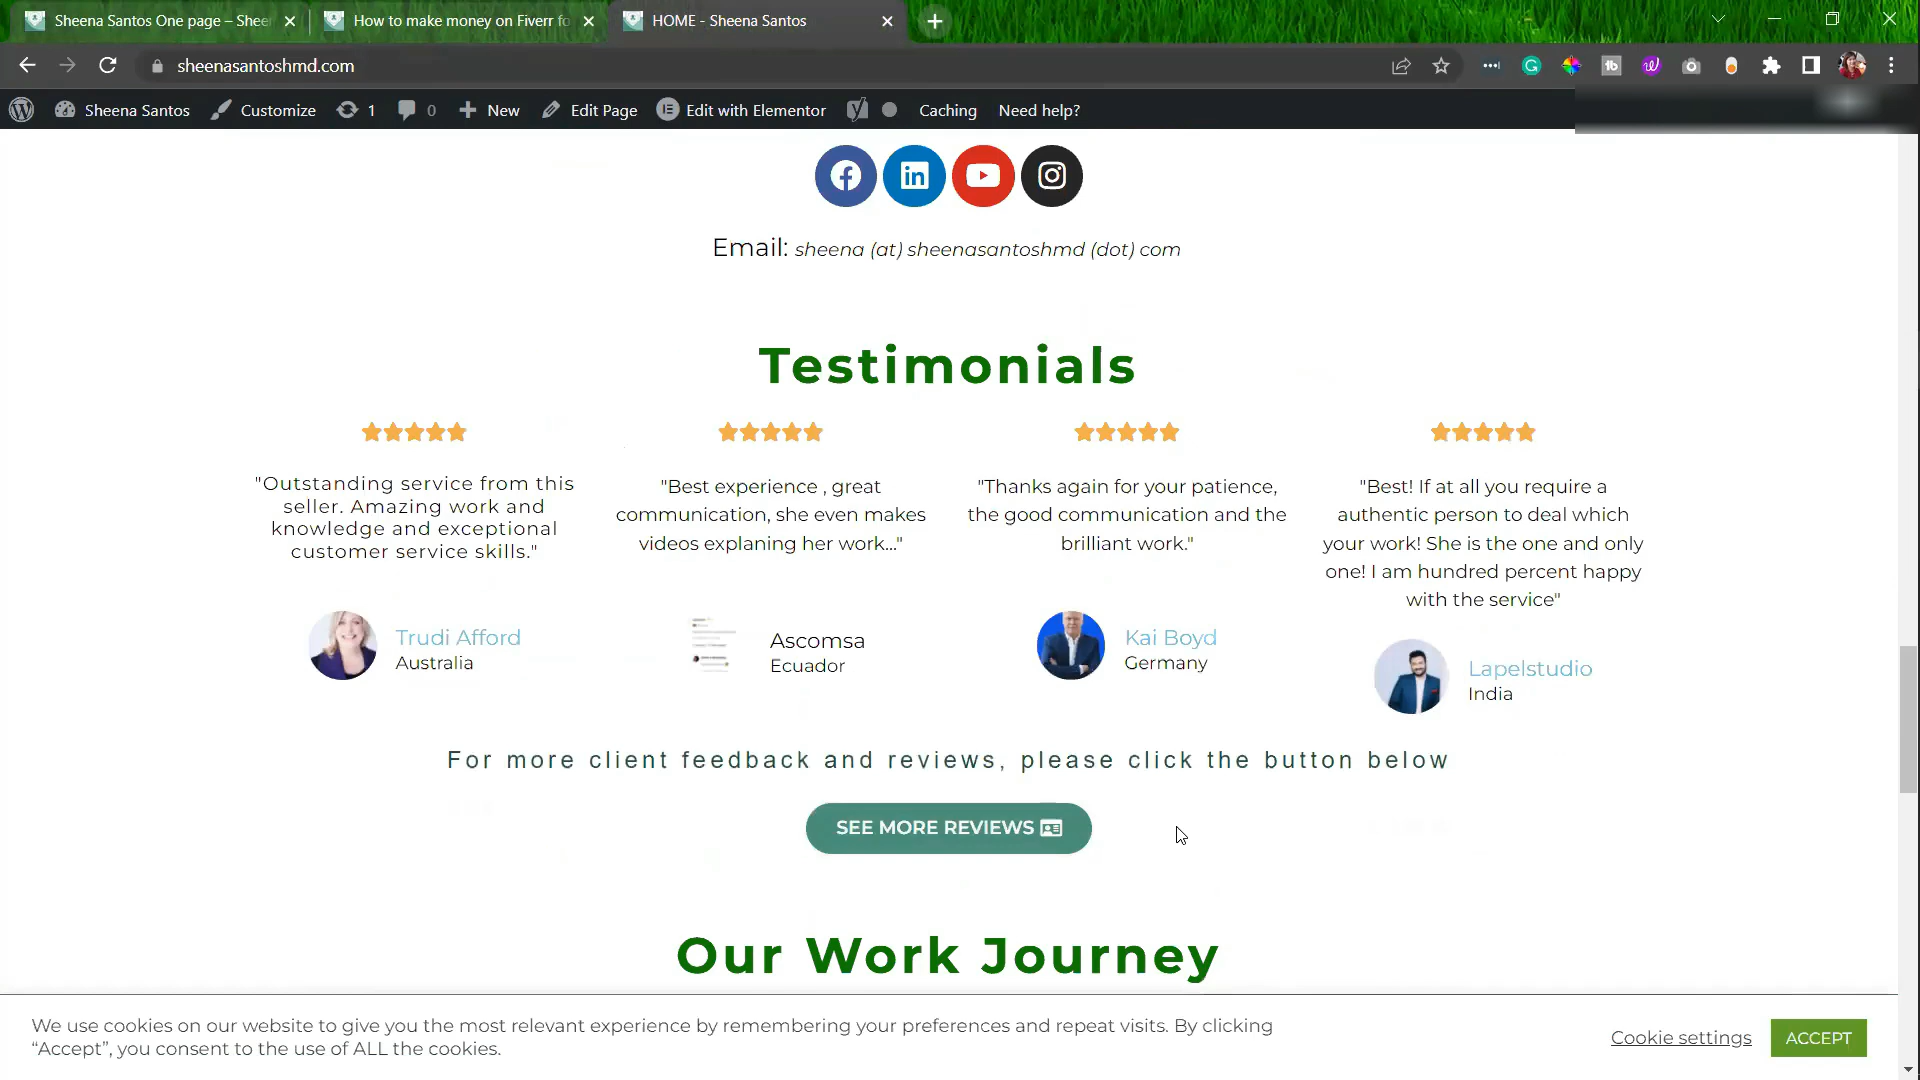 Sheena Santos One page – Shee
How to make money on Fiverr fo
HOME - Sheena Santos
sheenasantoshmd.com
Sheena Santos
Customize
1
0
New
Edit Page
Edit with Elementor
Caching
Need help?
Email: sheena (at) sheenasantoshmd (dot) com
Testimonials
"Outstanding service from this
seller. Amazing work and
knowledge and exceptional
customer service skills."
Trudi Afford
Australia
"Best experience , great
communication, she even makes
videos explaning her work..."
Ascomsa
Ecuador
"Thanks again for your patience,
the good communication and the
brilliant work."
Kai Boyd
Germany
"Best! If at all you require a
authentic person to deal which
your work! She is the one and only
one! I am hundred percent happy
with the service"
Lapelstudio
India
For more client feedback and reviews, please click the button below
SEE MORE REVIEWS
Our Work Journey
We use cookies on our website to give you the most relevant experience by remembering your preferences and repeat visits. By clicking
“Accept”, you consent to the use of ALL the cookies.
Cookie settings
ACCEPT